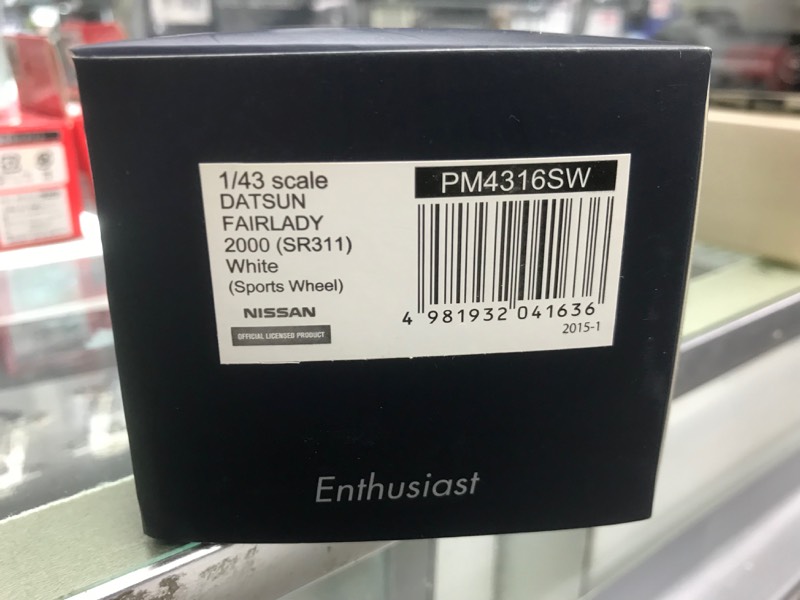 1/43 scale
DATSUN
FAIRLADY
2000 (SR311)
White
(Sports Wheel)
NISSAN
OFFICIAL LICENSED PRODUCT
PM4316SW
4 981932 041636
2015-1
Enthusiast